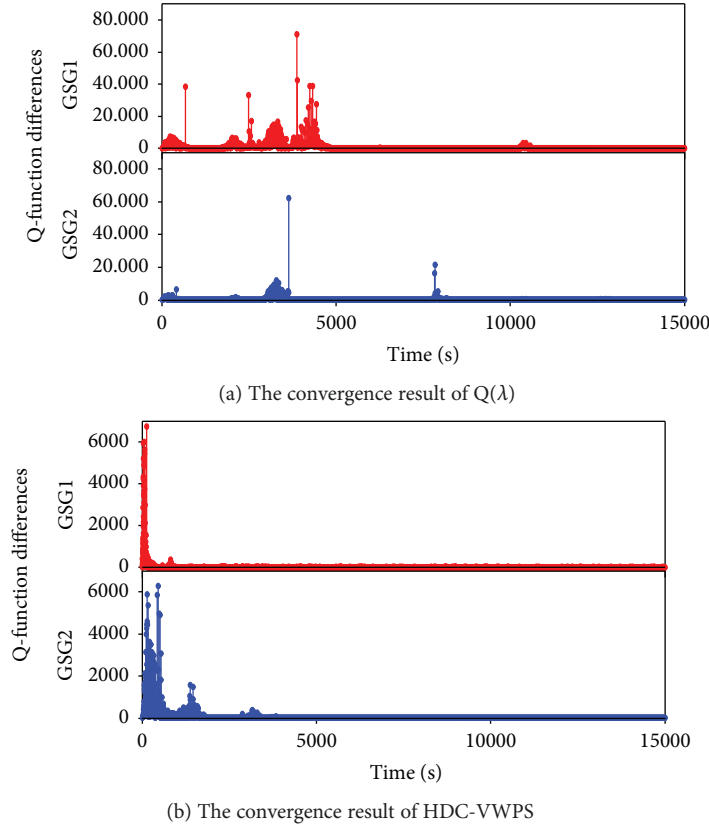 80.000
60.000
40.000
20.000
0
GSG1
80.000
60.000
40.000
20.000
0
GSG2
Q-function differences
0
5000
10000
15000
Time (s)
(a) The convergence result of Q(λ)
6000
4000
2000
0
GSG1
6000
4000
2000
0
GSG2
Q-function differences
0
5000
10000
15000
Time (s)
(b) The convergence result of HDC-VWPS